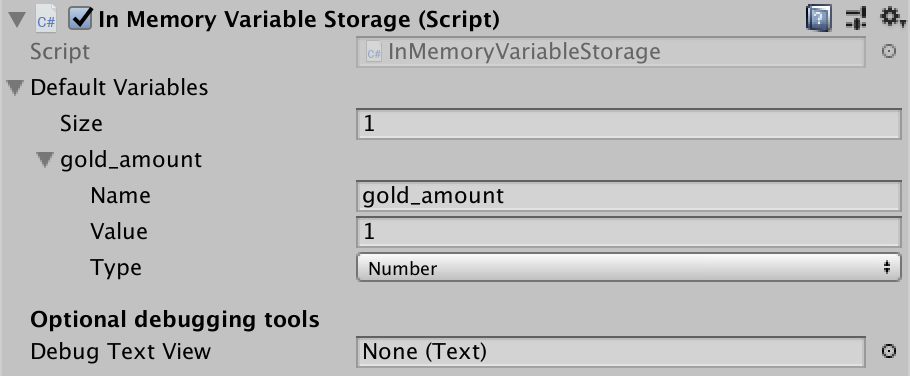 In Memory Variable Storage (Script)
Script C# InMemoryVariableStorage
Default Variables
Size 1
gold_amount
Name gold_amount
Value 1
Type Number
Optional debugging tools
Debug Text View None (Text)